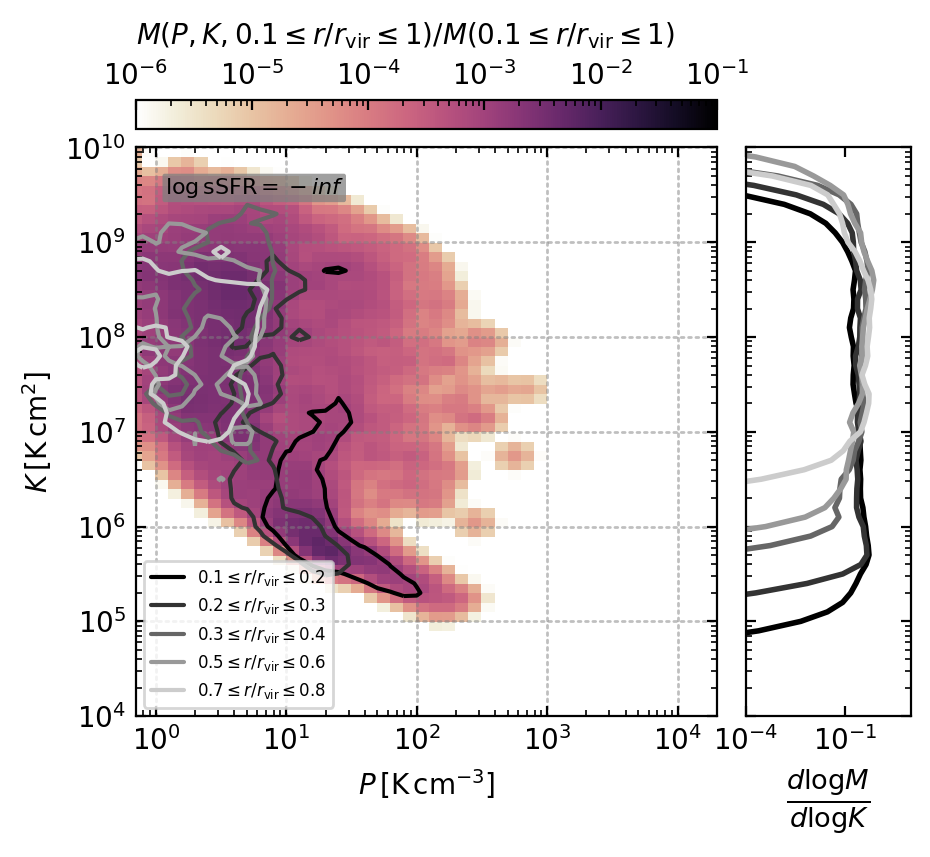 M(P, K, 0.1 ≤ r/r_vir ≤ 1)/M(0.1 ≤ r/r_vir ≤ 1)
10^−6 10^−5 10^−4 10^−3 10^−2 10^−1
10^10
log sSFR = −inf
10^9
10^8
K [K cm^2]
10^7
10^6
10^5
10^4
0.1 ≤ r/r_vir ≤ 0.2
0.2 ≤ r/r_vir ≤ 0.3
0.3 ≤ r/r_vir ≤ 0.4
0.5 ≤ r/r_vir ≤ 0.6
0.7 ≤ r/r_vir ≤ 0.8
10^0 10^1 10^2 10^3 10^4 10^−4 10^−1
P [K cm^−3]
dlogM
dlogK